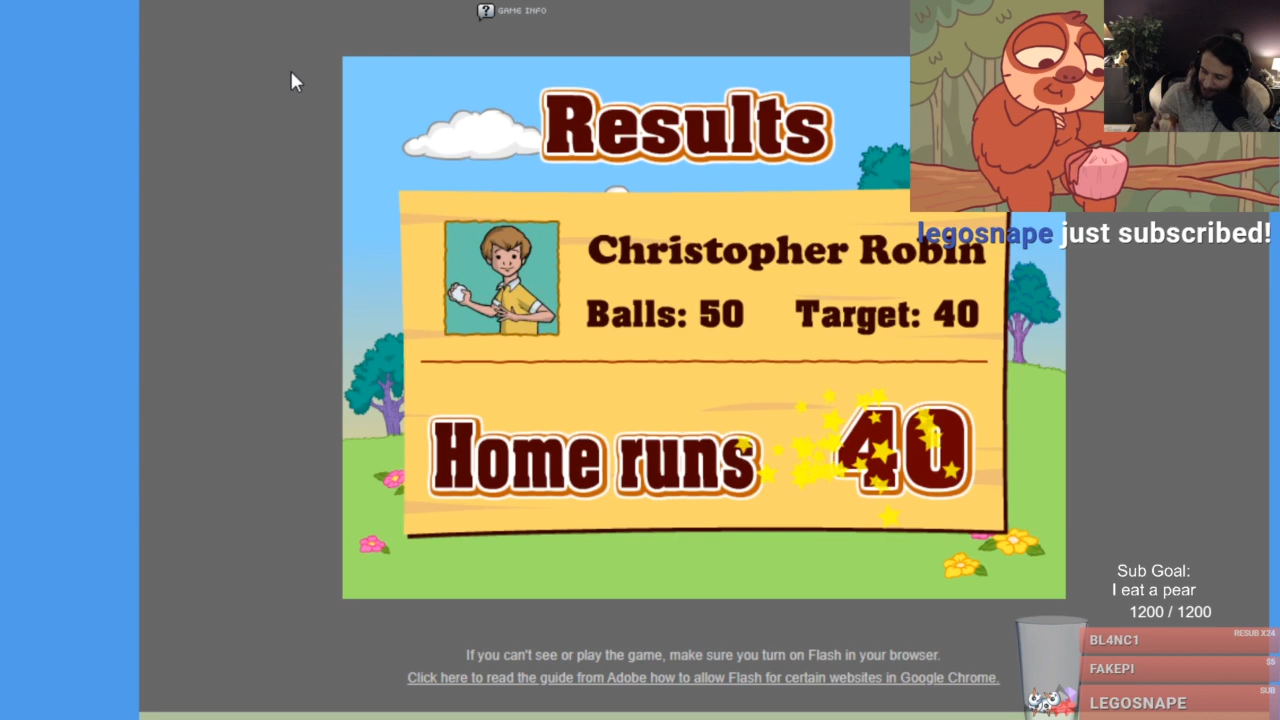 GAME INFO
Results
legosnape just subscribed!
Christopher Robin
Balls: 50 Target: 40
Home runs 40
Sub Goal:
I eat a pear
1200 / 1200
RESUB X24
BL4NC1
$5
FAKEPI
SUB
LEGOSNAPE
If you can't see or play the game, make sure you turn on Flash in your browser.
Click here to read the guide from Adobe how to allow Flash for certain websites in Google Chrome.